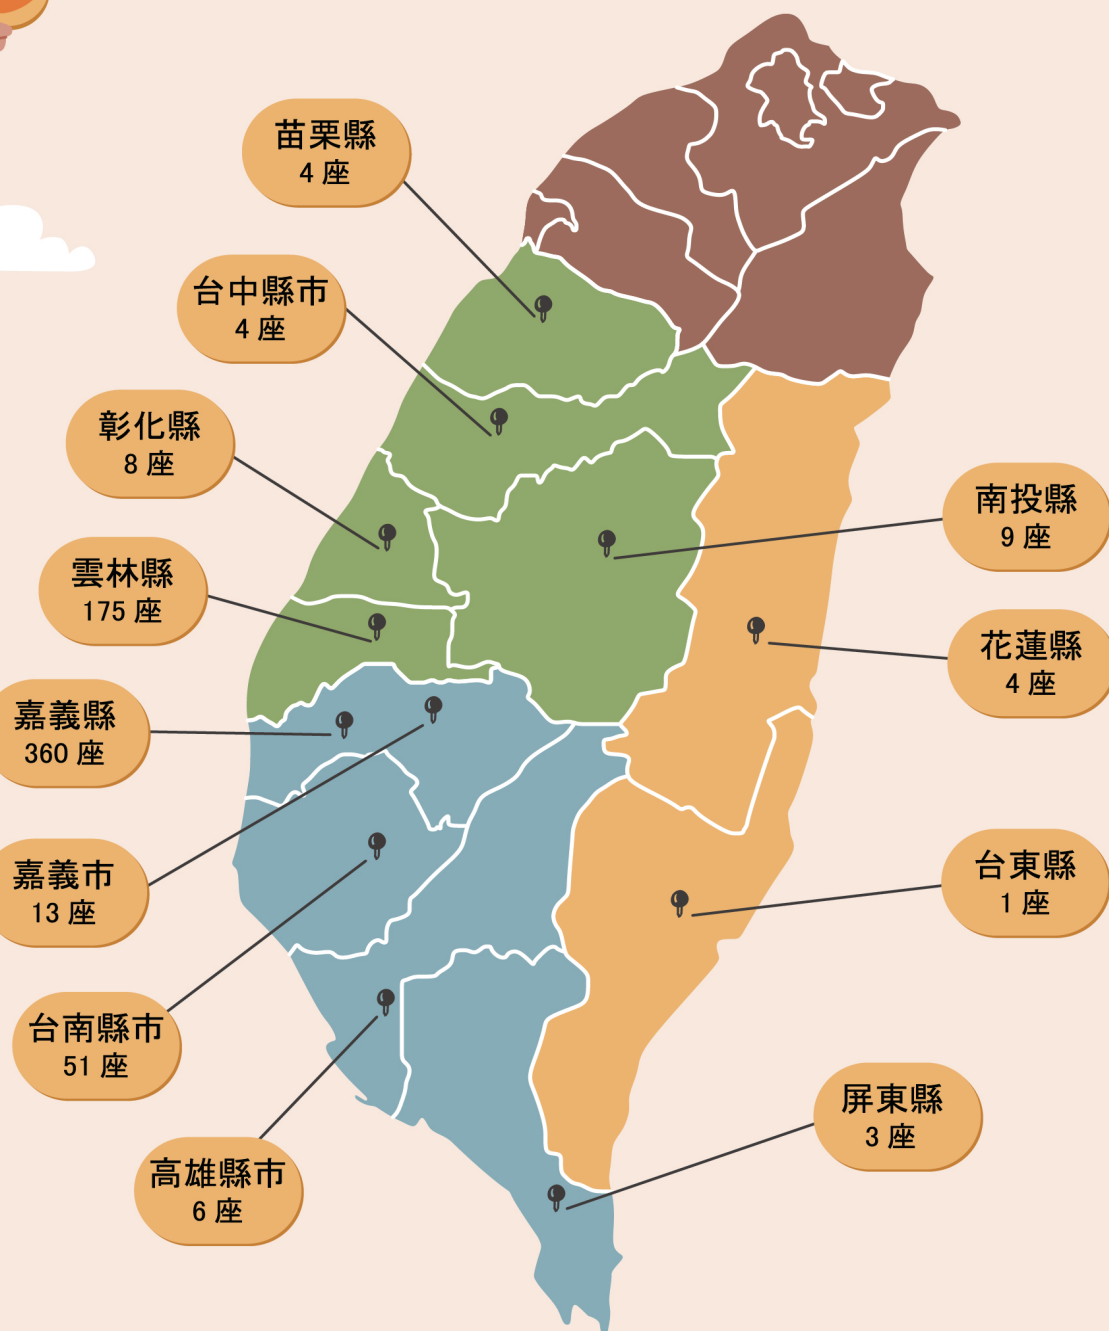 苗栗縣
4 座
台中縣市
4 座
彰化縣
8 座
雲林縣
175 座
嘉義縣
360 座
嘉義市
13 座
台南縣市
51 座
高雄縣市
6 座
南投縣
9 座
花蓮縣
4 座
台東縣
1 座
屏東縣
3 座